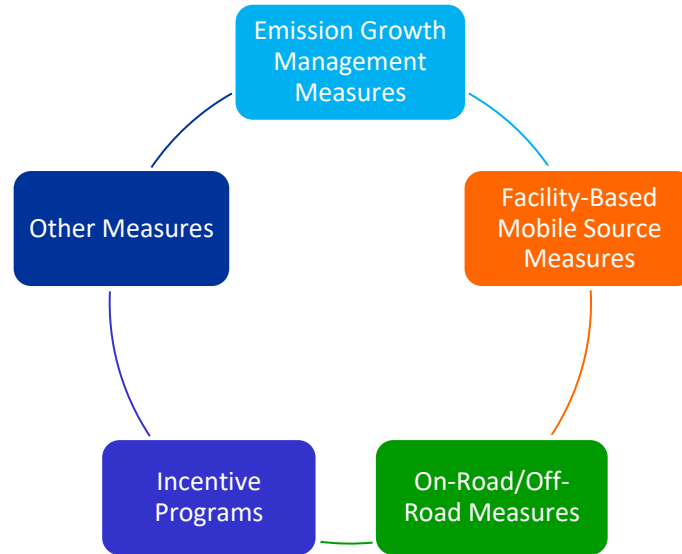 Emission Growth
Management
Measures
Facility-Based
Mobile Source
Measures
On-Road/Off-
Road Measures
Incentive
Programs
Other Measures